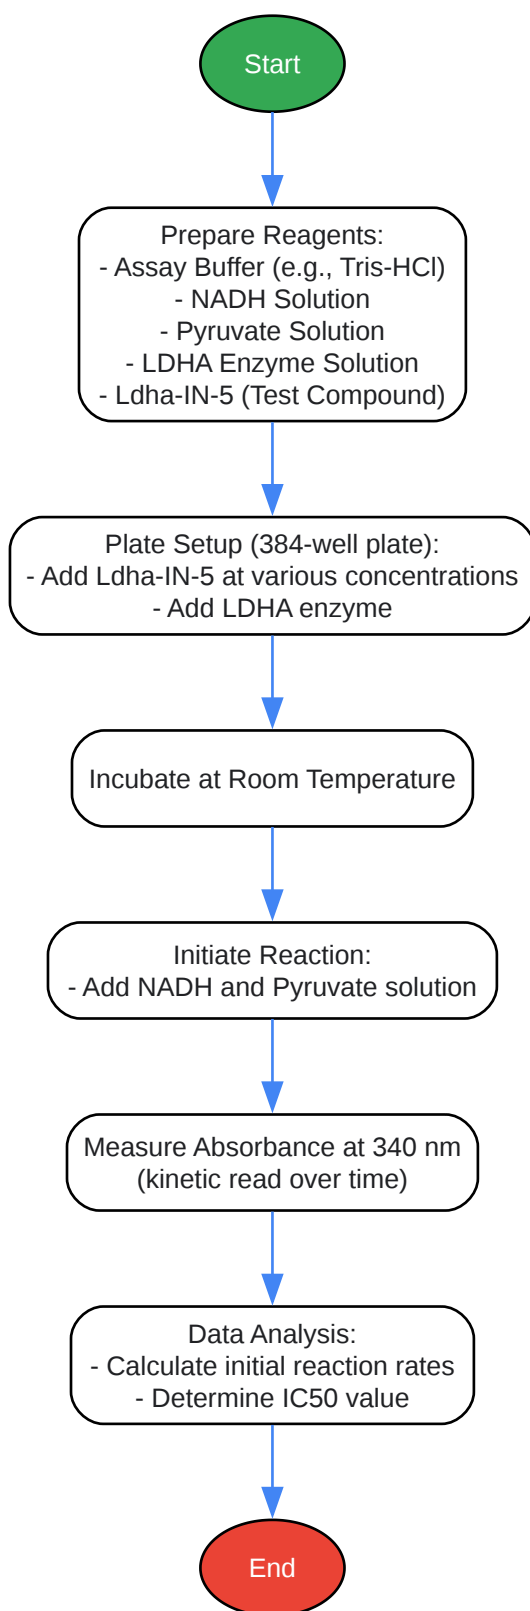 Start
Prepare Reagents:
- Assay Buffer (e.g., Tris-HCl)
- NADH Solution
- Pyruvate Solution
- LDHA Enzyme Solution
- Ldha-IN-5 (Test Compound)
Plate Setup (384-well plate):
- Add Ldha-IN-5 at various concentrations
- Add LDHA enzyme
Incubate at Room Temperature
Initiate Reaction:
- Add NADH and Pyruvate solution
Measure Absorbance at 340 nm
(kinetic read over time)
Data Analysis:
- Calculate initial reaction rates
- Determine IC50 value
End